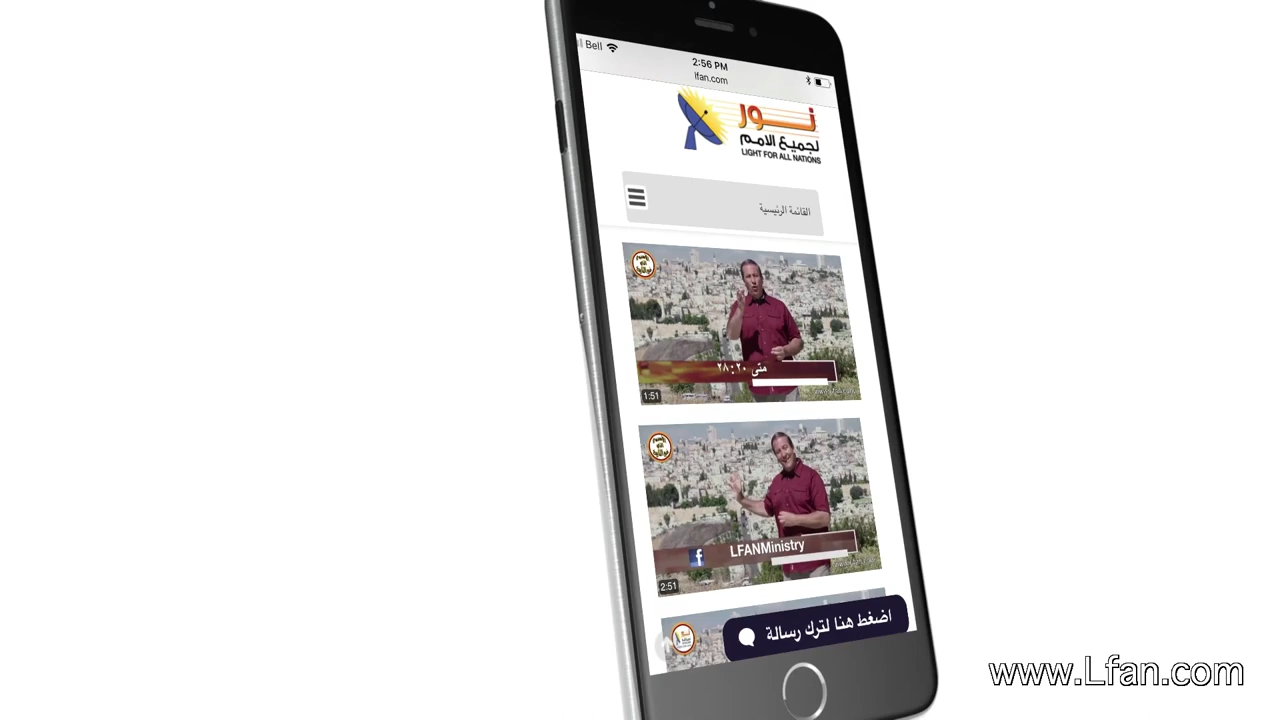 Bell
2:56 PM
lfan.com
نور
لجميع الامم
LIGHT FOR ALL NATIONS
القائمة الرئيسية
متى ٢٨:٢٠
1:51
LFANMinistry
2:51
اضغط هنا لترك رسالة
www.Lfan.com